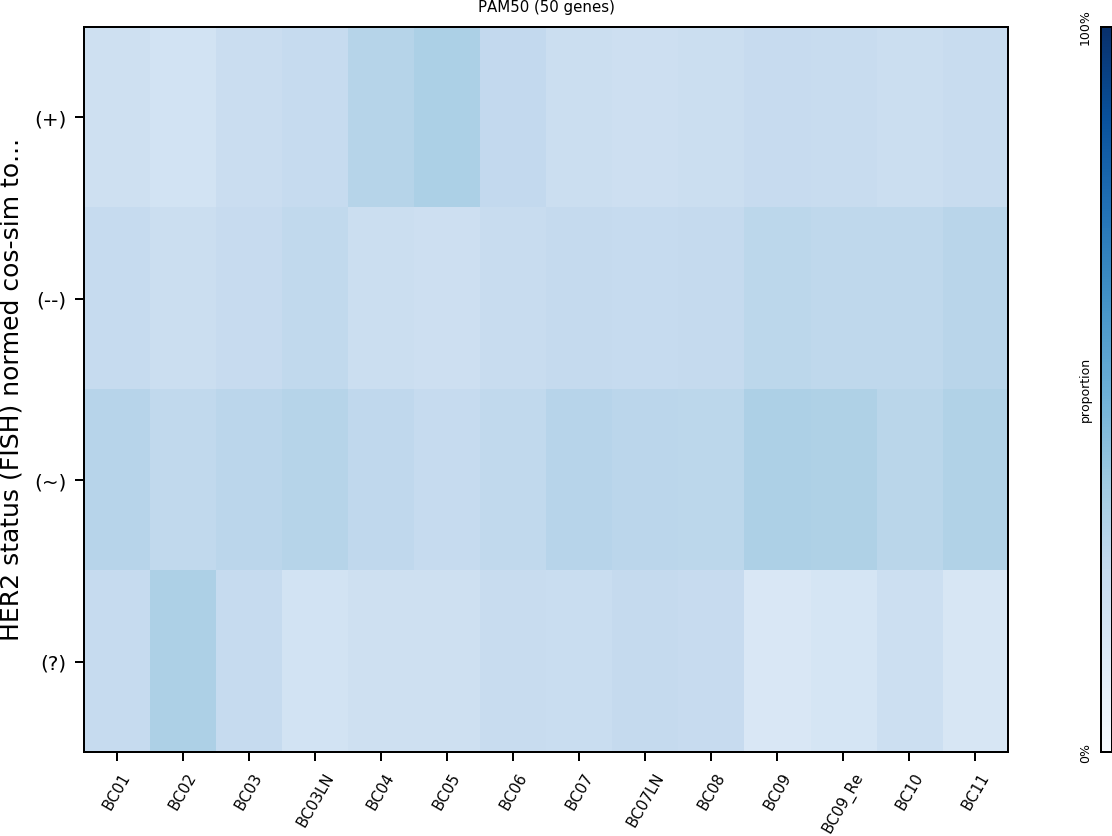 PAM50 (50 genes)
HER2 status (FISH) normed cos-sim to...
(+)
(--)
(~)
(?)
BC01
BC02
BC03
BC03LN
BC04
BC05
BC06
BC07
BC07LN
BC08
BC09
BC09_Re
BC10
BC11
100%
proportion
0%